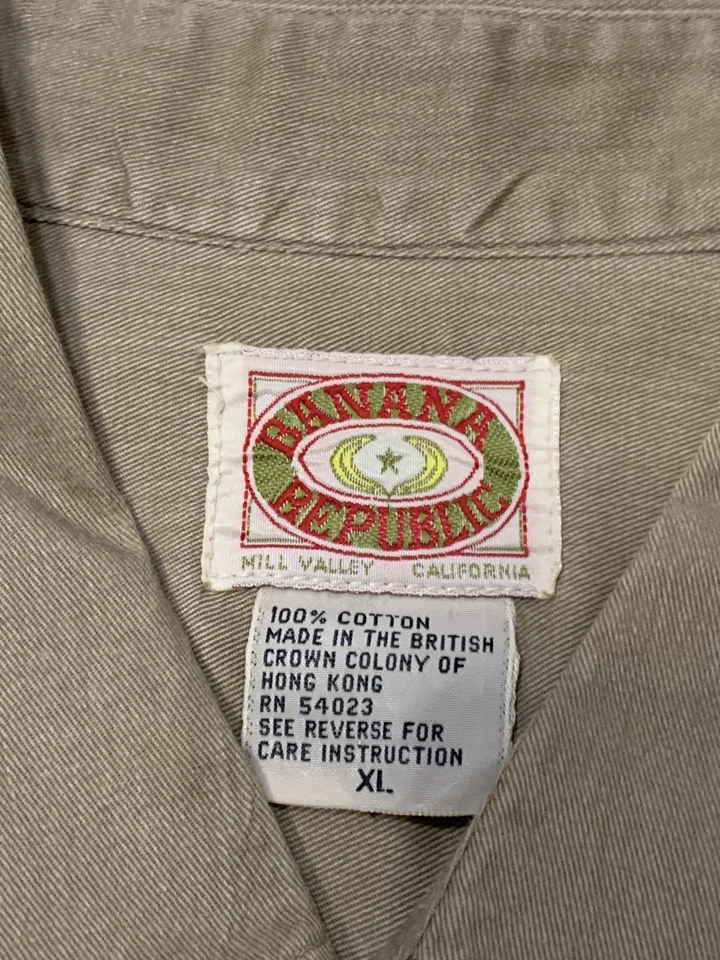 BANANA
REPUBLIC
MILL VALLEY CALIFORNIA
100% COTTON
MADE IN THE BRITISH
CROWN COLONY OF
HONG KONG
RN 54023
SEE REVERSE FOR
CARE INSTRUCTION
XL